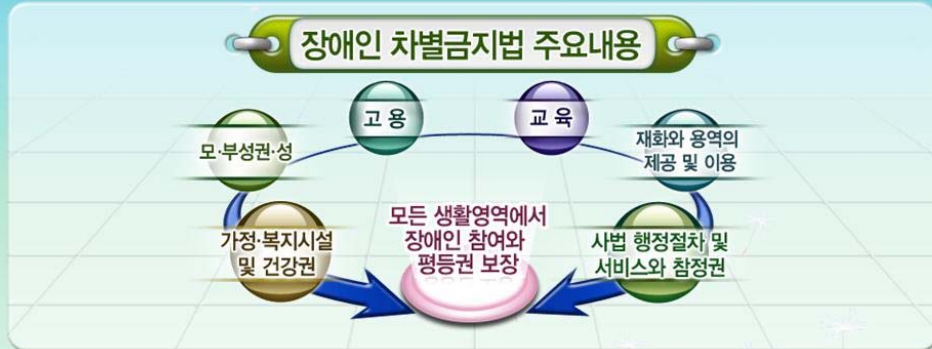 장애인 차별금지법 주요내용
고 용
교 육
모·부성권·성
재화와 용역의
제공 및 이용
가정·복지시설
및 건강권
모든 생활영역에서
장애인 참여와
평등권 보장
사법 행정절차 및
서비스와 참정권